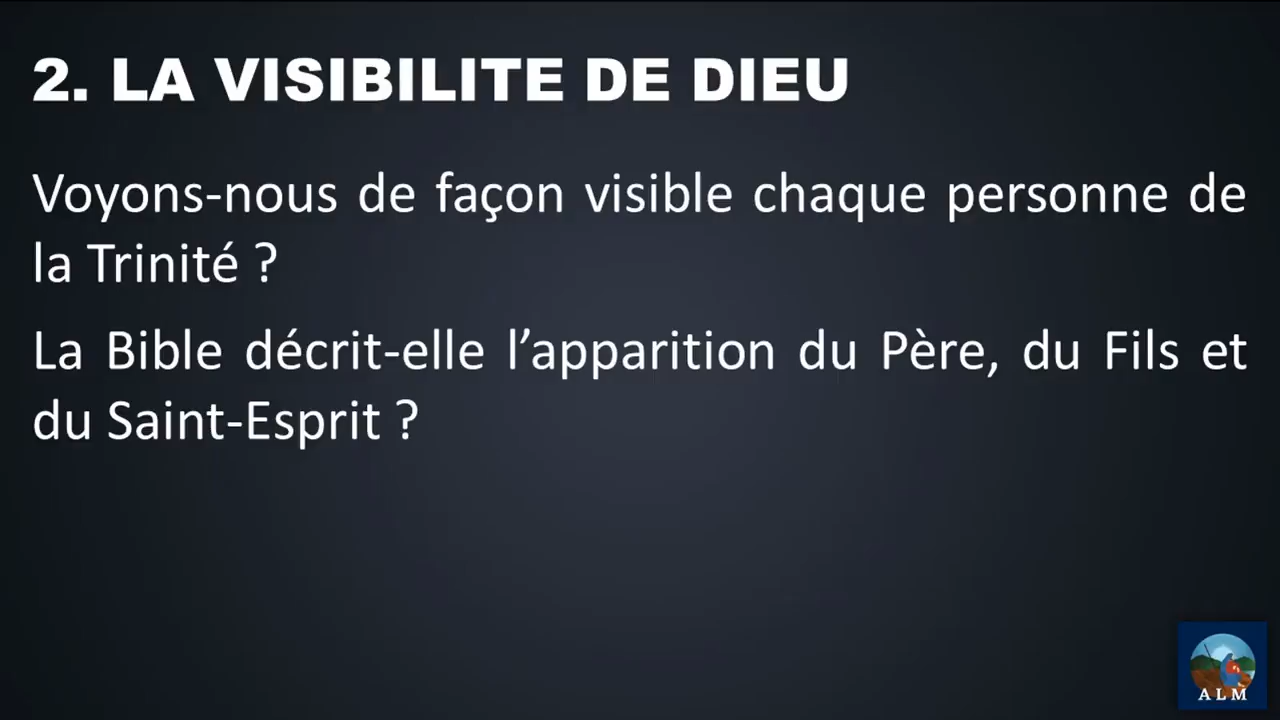 2. LA VISIBILITE DE DIEU
Voyons-nous de façon visible chaque personne de
la Trinité ?
La Bible décrit-elle l’apparition du Père, du Fils et
du Saint-Esprit ?
ALM